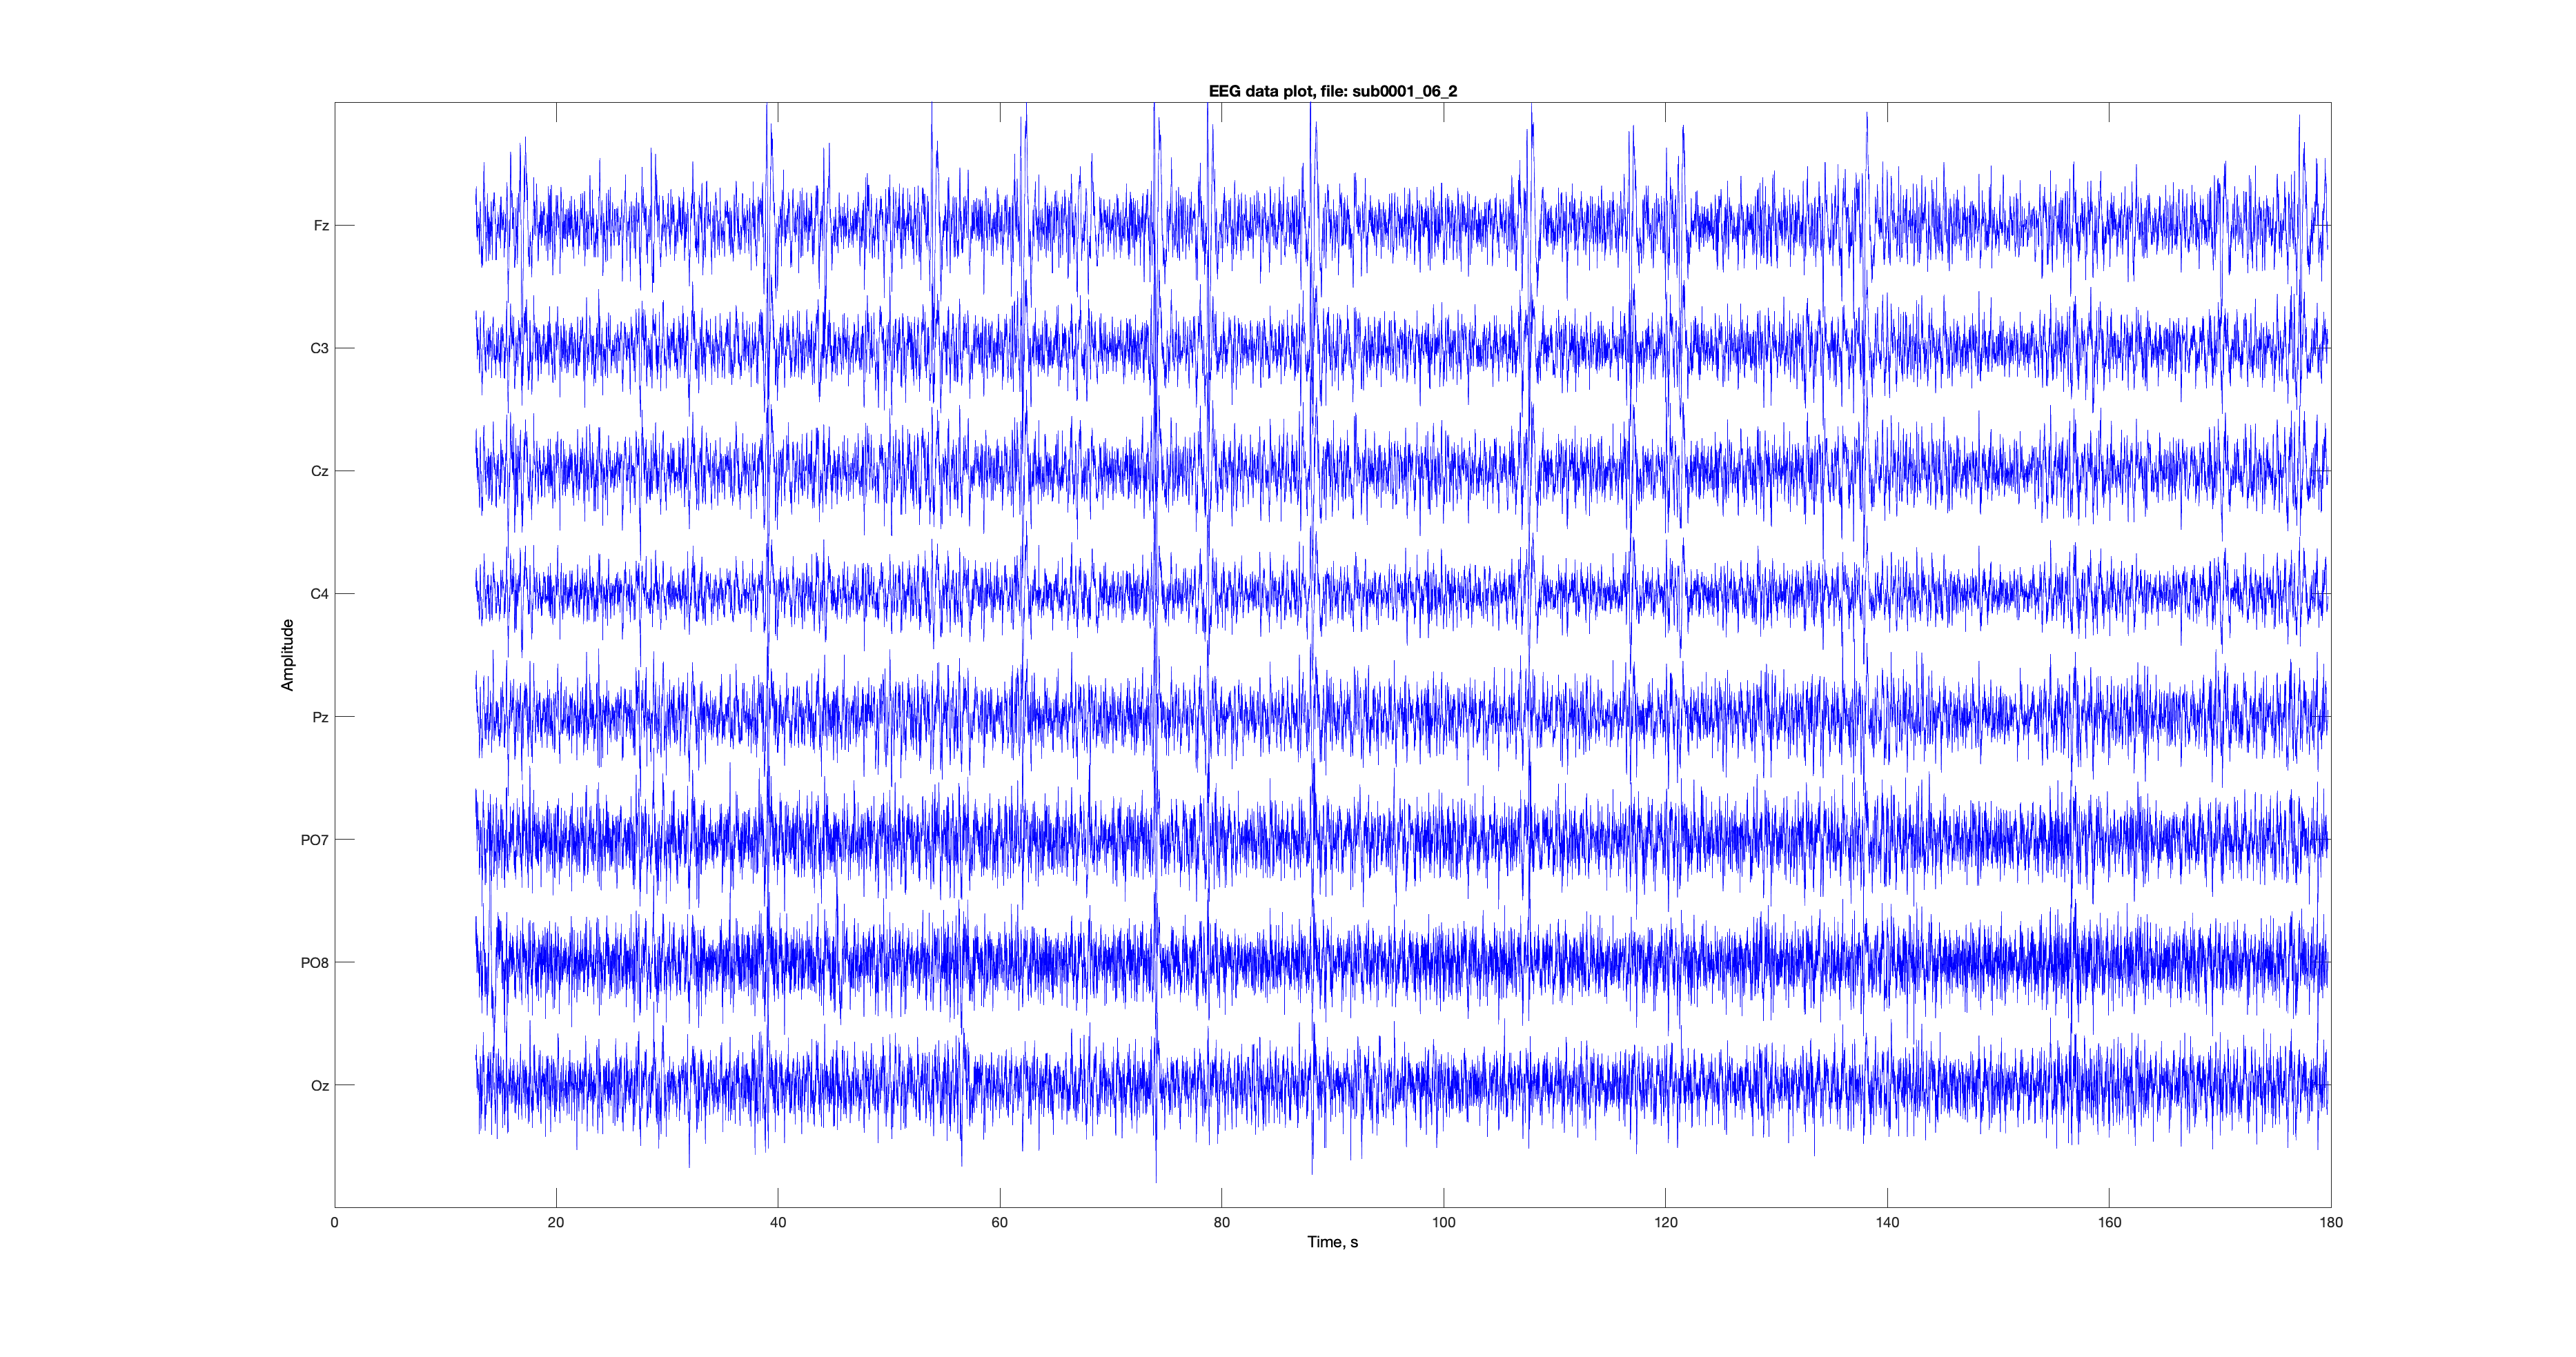 EEG data plot, file: sub0001_06_2
Fz
C3
Cz
C4
Pz
PO7
PO8
Oz
Amplitude
0 20 40 60 80 100 120 140 160 180
Time, s